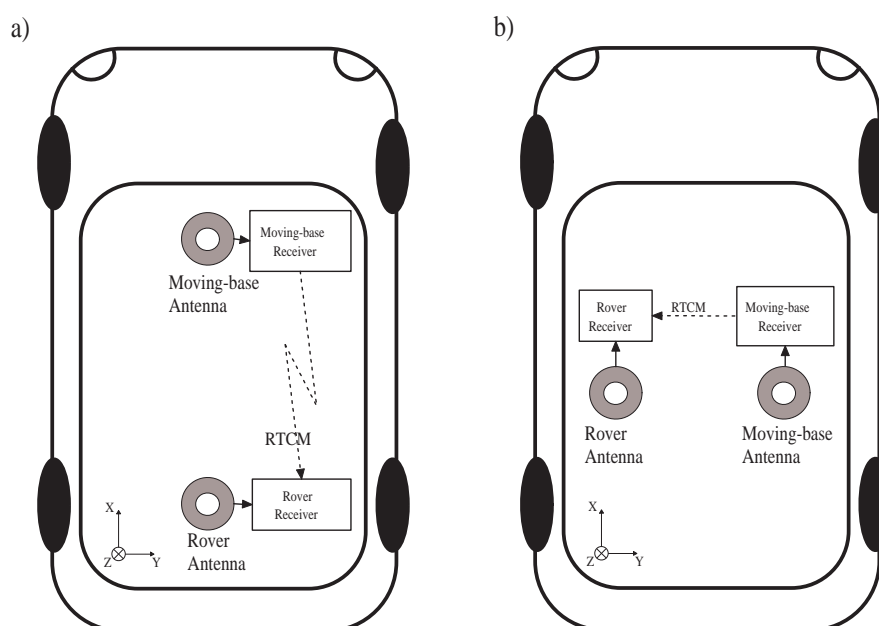 a)
Moving-base
Receiver
Moving-base
Antenna
RTCM
Rover
Receiver
Rover
Antenna
X
Z
Y
b)
Rover
Receiver
RTCM
Moving-base
Receiver
Rover
Antenna
Moving-base
Antenna
X
Z
Y